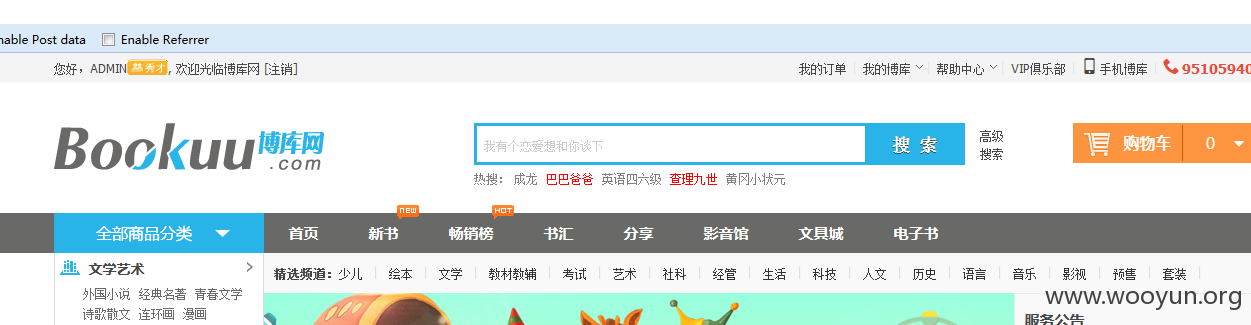 nable Post data Enable Referrer
您好，ADMIN 秀才, 欢迎光临博库网 [注销] 我的订单 我的博库 帮助中心 VIP俱乐部 手机博库 95105940
Bookuu博库网.com
我有个恋爱想和你谈下 搜 索 高级搜索 购物车 0
热搜： 成龙 巴巴爸爸 英语四六级 查理九世 黄冈小状元
NEW HOT
全部商品分类 首页 新书 畅销榜 书汇 分享 影音馆 文具城 电子书
文学艺术 > 精选频道: 少儿 绘本 文学 教材教辅 考试 艺术 社科 经管 生活 科技 人文 历史 语言 音乐 影视 预售 套装
外国小说 经典名著 青春文学
www.wooyun.org
诗歌散文 连环画 漫画
服务公告